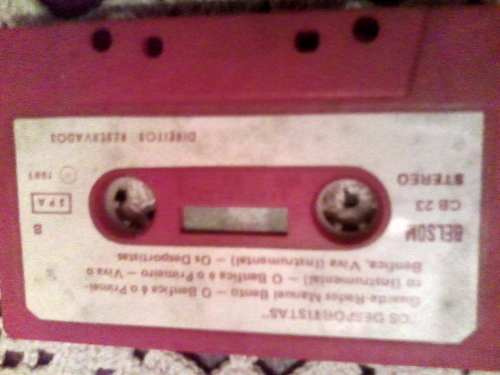 "OS DESPORTISTAS"
Guarda Redes Manuel Bento – O Benfica é o Primei-
ro (Instrumental) – O Benfica é o Primeiro – Viva o
Benfica, Viva (Instrumental) – Os Desportistas
BELSOM
CB 23
STEREO
B
SPA
1987
DIREITOS RESERVADOS